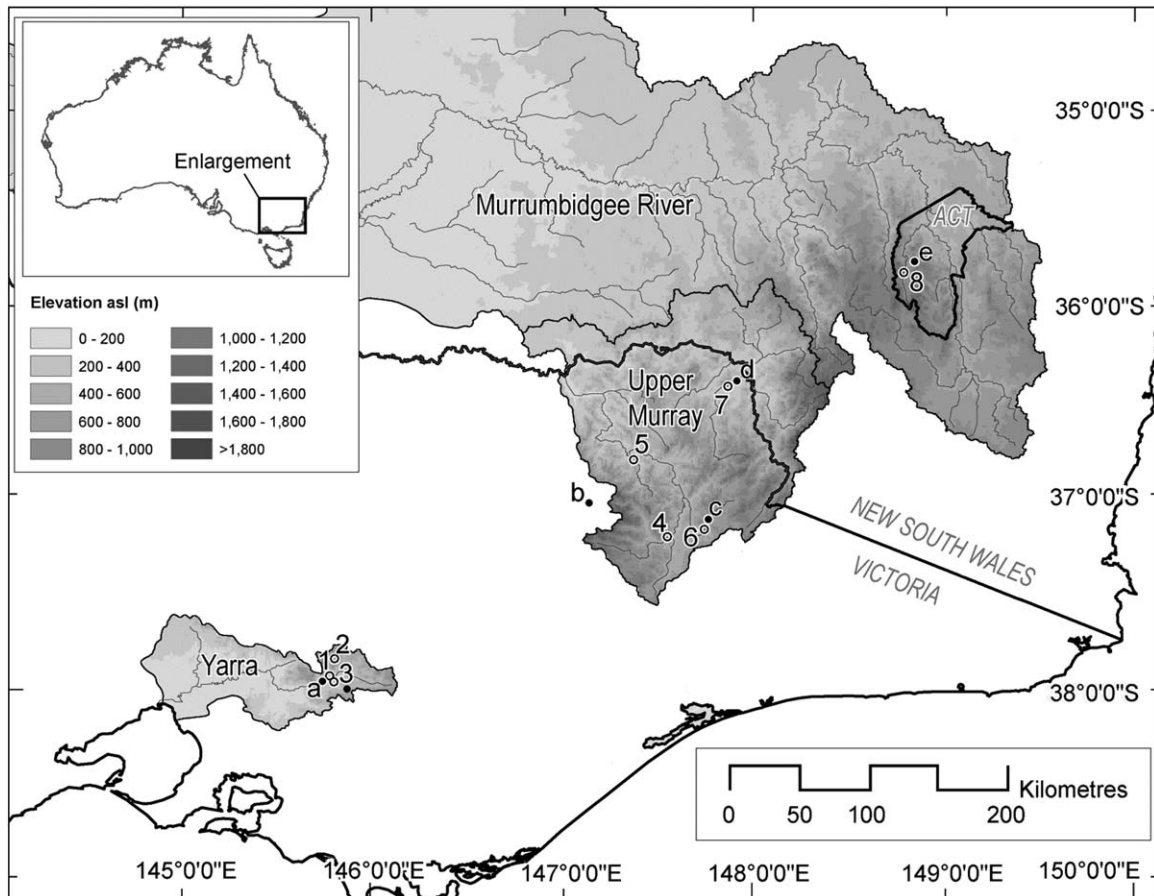 Enlargement
Elevation asl (m)
0 - 200
200 - 400
400 - 600
600 - 800
800 - 1,000
1,000 - 1,200
1,200 - 1,400
1,400 - 1,600
1,600 - 1,800
>1,800
Murrumbidgee River
ACT
e
8
Upper
Murray
d
7
5
b
4
c
6
NEW SOUTH WALES
VICTORIA
Yarra
2
1
3
a
35°0'0"S
36°0'0"S
37°0'0"S
38°0'0"S
Kilometres
0
50
100
200
145°0'0"E
146°0'0"E
147°0'0"E
148°0'0"E
149°0'0"E
150°0'0"E